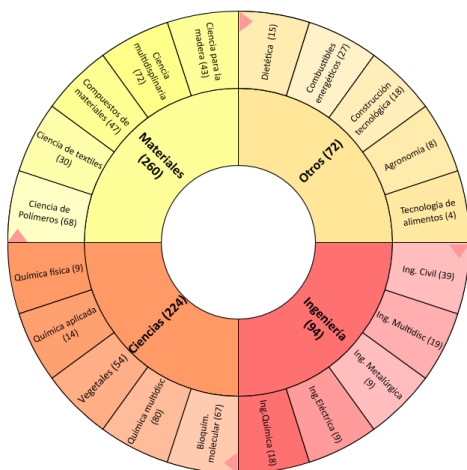 Materiales
(260)
Ciencia de
Polímeros (68)
Ciencia de textiles
(30)
Compuestos de
materiales (47)
Ciencia
multidisplinaria
(72)
Ciencia para la
madera (43)
Otros (72)
Dietética (15)
Combustibles
energéticos (27)
Construcción
tecnológica (18)
Agronomía (8)
Tecnología de
alimentos (4)
Ingeniería
(94)
Ing. Civil (39)
Ing. Multidisc (19)
Ing. Metalúrgica
(9)
Ing.Eléctrica (9)
Ing.Química (18)
Ciencias (224)
Bioquím.
molecular (67)
Química multdisc
(80)
Vegetales (54)
Química aplicada
(14)
Química física (9)